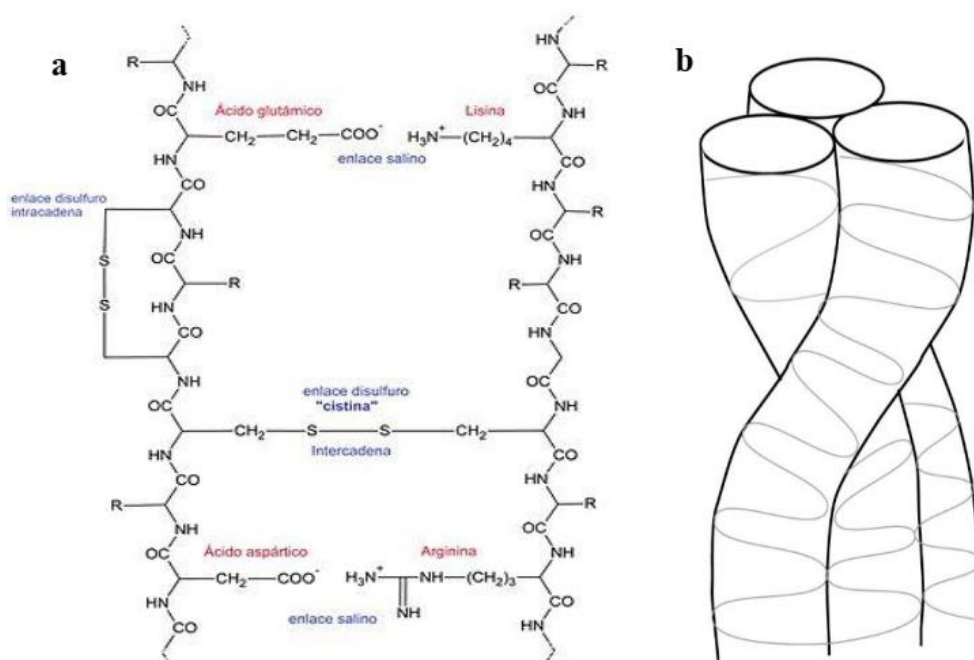 a
b
HN
R
R
NH
NH
OC
Ácido glutámico
Lisina
OC
CH₂
CH₂
COO⁻
H₃N⁺
(CH₂)₄
NH
enlace salino
CO
CO
HN
enlace disulfuro
intracadena
R
NH
CO
OC
OC
S
R
NH
S
HN
R
CO
CO
HN
NH
enlace disulfuro
"cistina"
OC
OC
NH
CH₂
S
S
CH₂
NH
Intercadena
CO
CO
HN
R
R
NH
CO
OC
Ácido aspártico
Arginina
NH
CH₂
COO⁻
H₃N⁺
NH
(CH₂)₃
OC
HN
NH
CO
enlace salino
CO
HN